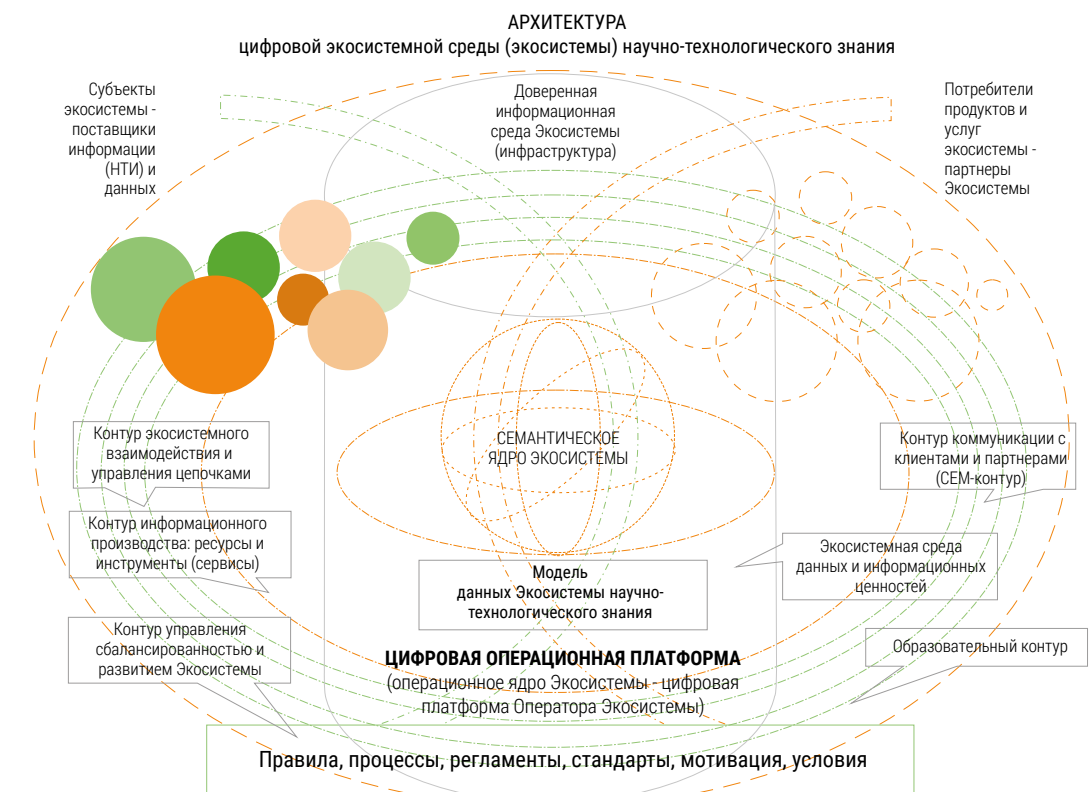 АРХИТЕКТУРА
цифровой экосистемной среды (экосистемы) научно-технологического знания
Субъекты
экосистемы -
поставщики
информации
(НТИ) и
данных
Доверенная
информационная
среда Экосистемы
(инфраструктура)
Потребители
продуктов и
услуг
экосистемы -
партнеры
Экосистемы
СЕМАНТИЧЕСКОЕ
ЯДРО ЭКОСИСТЕМЫ
Контур экосистемного
взаимодействия и
управления цепочками
Контур коммуникации с
клиентами и партнерами
(СЕМ-контур)
Контур информационного
производства: ресурсы и
инструменты (сервисы)
Экосистемная среда
данных и информационных
ценностей
Модель
данных Экосистемы научно-
технологического знания
Контур управления
сбалансированностью и
развитием Экосистемы
Образовательный контур
ЦИФРОВАЯ ОПЕРАЦИОННАЯ ПЛАТФОРМА
(операционное ядро Экосистемы - цифровая
платформа Оператора Экосистемы)
Правила, процессы, регламенты, стандарты, мотивация, условия